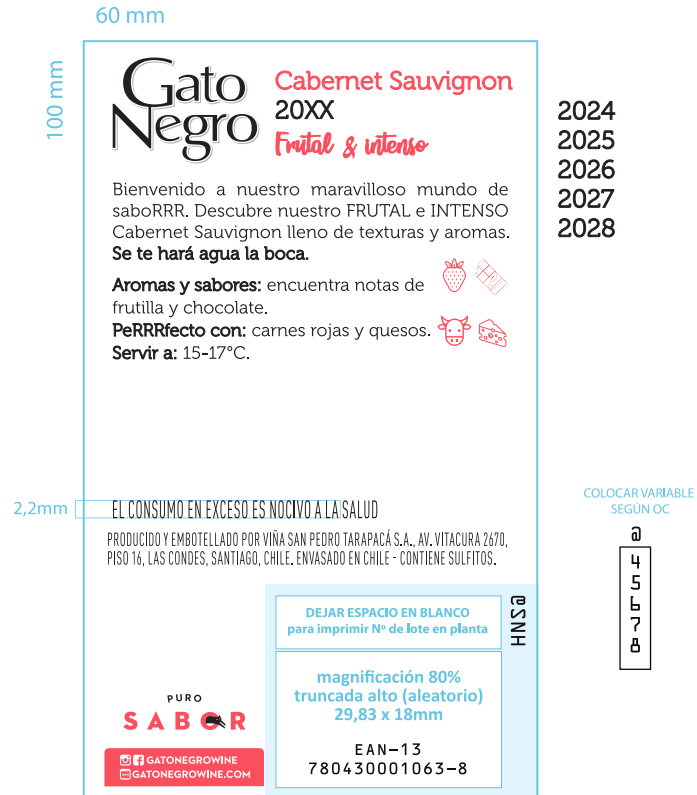 60 mm
100 mm
Gato
Negro
Cabernet Sauvignon
20XX
Frutal & intenso
2024
2025
2026
2027
2028
Bienvenido a nuestro maravilloso mundo de
saboRRR. Descubre nuestro FRUTAL e INTENSO
Cabernet Sauvignon lleno de texturas y aromas.
Se te hará agua la boca.
Aromas y sabores: encuentra notas de
frutilla y chocolate.
PeRRRfecto con: carnes rojas y quesos.
Servir a: 15-17°C.
2,2mm
EL CONSUMO EN EXCESO ES NOCIVO A LA SALUD
PRODUCIDO Y EMBOTELLADO POR VIÑA SAN PEDRO TARAPACÁ S.A., AV. VITACURA 2670,
PISO 16, LAS CONDES, SANTIAGO, CHILE. ENVASADO EN CHILE - CONTIENE SULFITOS.
COLOCAR VARIABLE
SEGÚN OC
@
4
5
6
7
8
DEJAR ESPACIO EN BLANCO
para imprimir Nº de lote en planta
@2NH
magnificación 80%
truncada alto (aleatorio)
29,83 x 18mm
EAN-13
780430001063-8
PURO
SABOR
GATONEGROWINE
GATONEGROWINE.COM